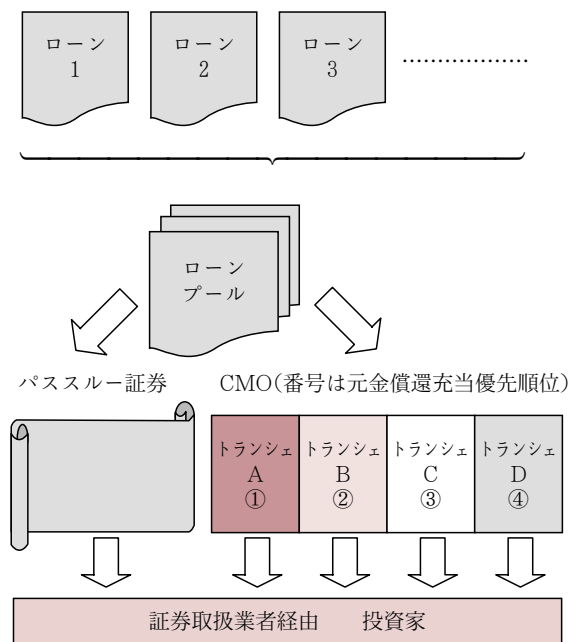 ローン
1
ローン
2
ローン
3
………………
ローン
プール
パススルー証券
CMO(番号は元金償還充当優先順位)
トランシェ
A
①
トランシェ
B
②
トランシェ
C
③
トランシェ
D
④
証券取扱業者経由　　投資家